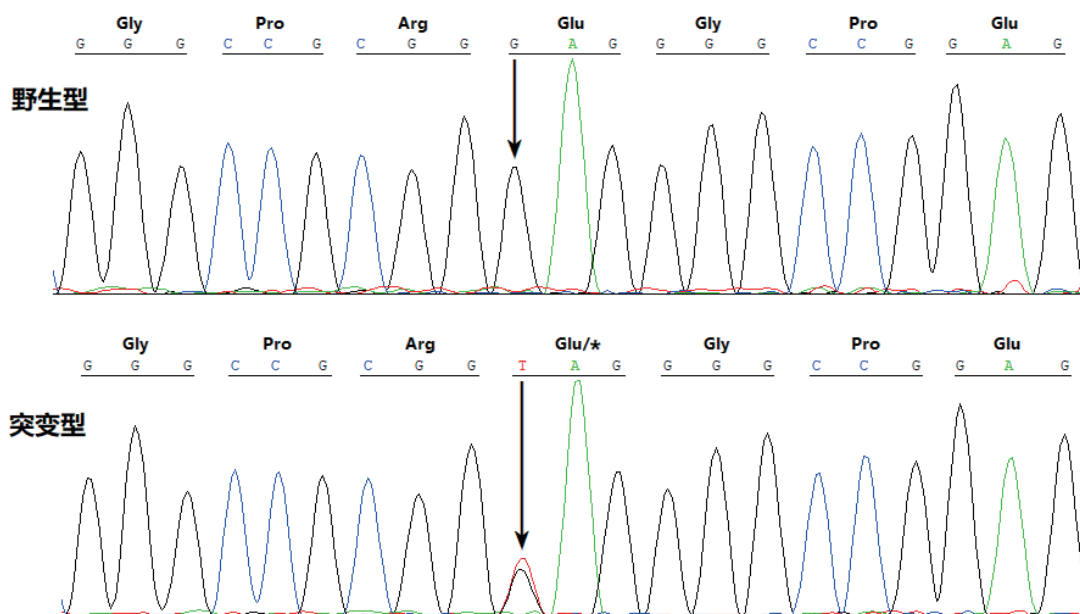 Gly Pro Arg Glu Gly Pro Glu
G G G C C G C G G G A G G G G C C G G A G
野生型
Gly Pro Arg Glu/* Gly Pro Glu
G G G C C G C G G T A G G G G C C G G A G
突变型